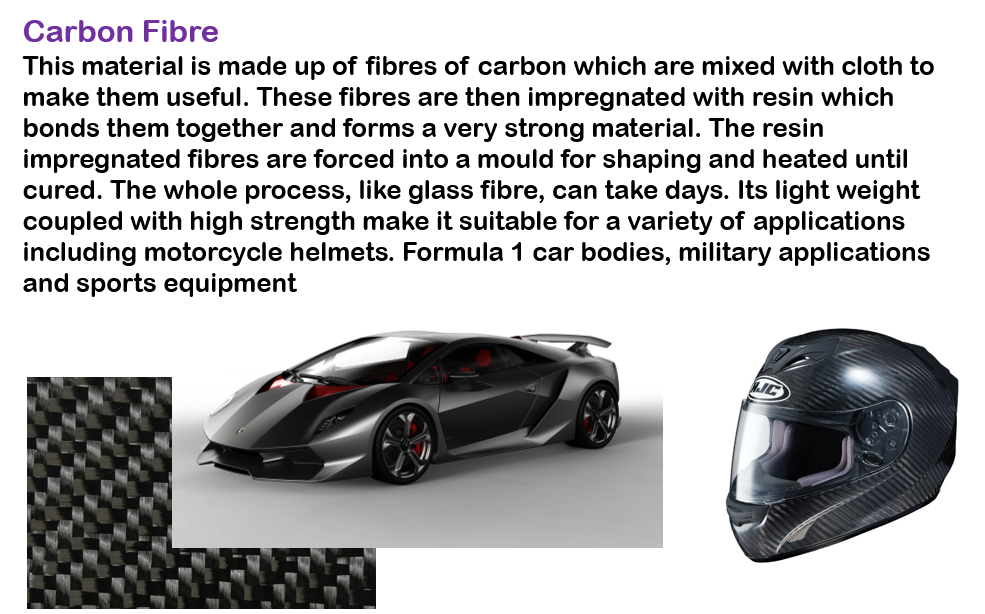 Carbon Fibre
This material is made up of fibres of carbon which are mixed with cloth to
make them useful. These fibres are then impregnated with resin which
bonds them together and forms a very strong material. The resin
impregnated fibres are forced into a mould for shaping and heated until
cured. The whole process, like glass fibre, can take days. Its light weight
coupled with high strength make it suitable for a variety of applications
including motorcycle helmets. Formula 1 car bodies, military applications
and sports equipment
HJC